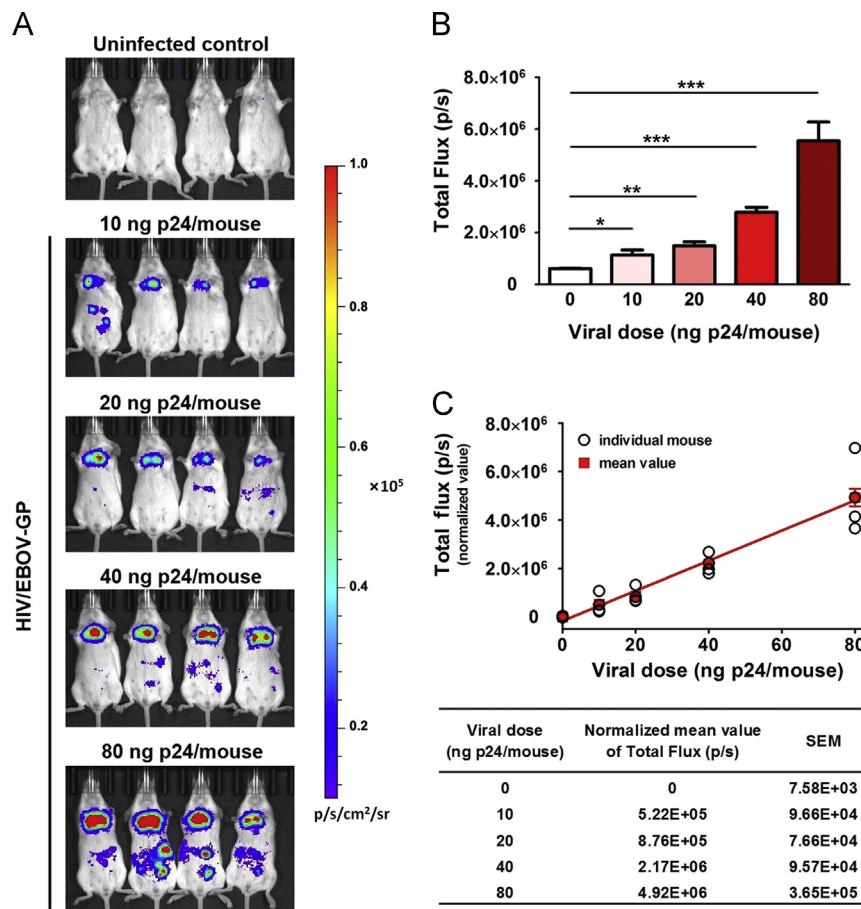 A
Uninfected control
10 ng p24/mouse
20 ng p24/mouse
40 ng p24/mouse
80 ng p24/mouse
HIV/EBOV-GP
1.0
0.8
0.6
×10⁵
0.4
0.2
p/s/cm²/sr
B
Total Flux (p/s)
8.0×10⁶
6.0×10⁶
4.0×10⁶
2.0×10⁶
0
***
***
**
*
0 10 20 40 80
Viral dose (ng p24/mouse)
C
Total flux (p/s)
(normalized value)
8.0×10⁶
6.0×10⁶
4.0×10⁶
2.0×10⁶
0
individual mouse
mean value
0 10 20 40 80
Viral dose (ng p24/mouse)
Viral dose Normalized mean value SEM
(ng p24/mouse) of Total Flux (p/s)
0 0 7.58E+03
10 5.22E+05 9.66E+04
20 8.76E+05 7.66E+04
40 2.17E+06 9.57E+04
80 4.92E+06 3.65E+05